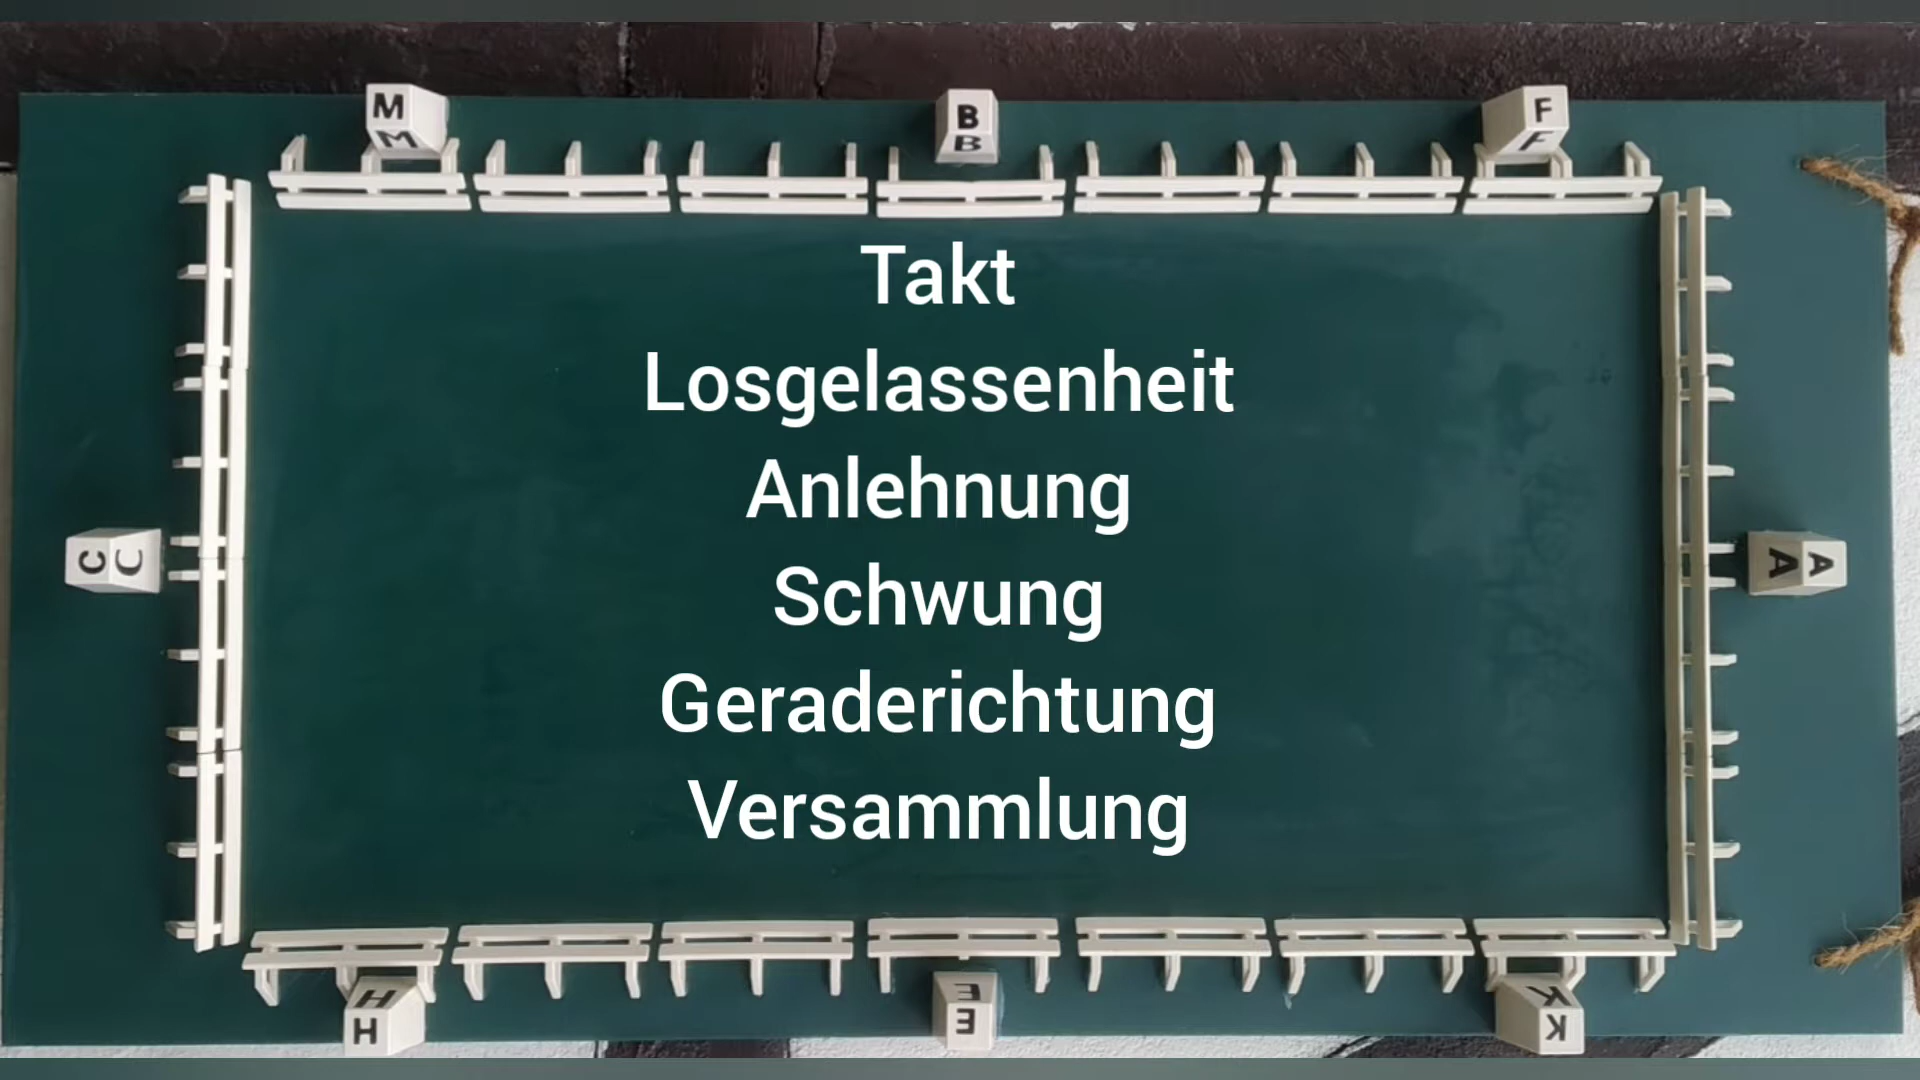 M
M
B
B
F
F
Takt
Losgelassenheit
Anlehnung
Schwung
Geraderichtung
Versammlung
C
C
A
A
H
H
E
E
K
K